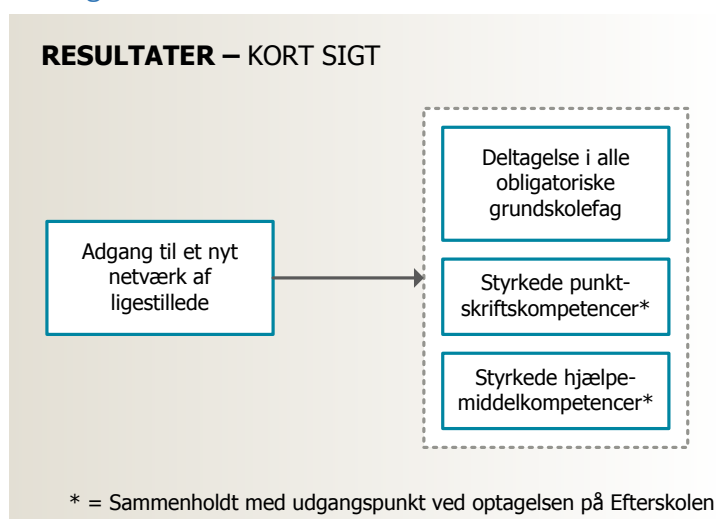 RESULTATER – KORT SIGT
Adgang til et nyt
netværk af
ligestillede
Deltagelse i alle
obligatoriske
grundskolefag
Styrkede punkt-
skriftskompetencer*
Styrkede hjælpe-
middelkompetencer*
* = Sammenholdt med udgangspunkt ved optagelsen på Efterskolen